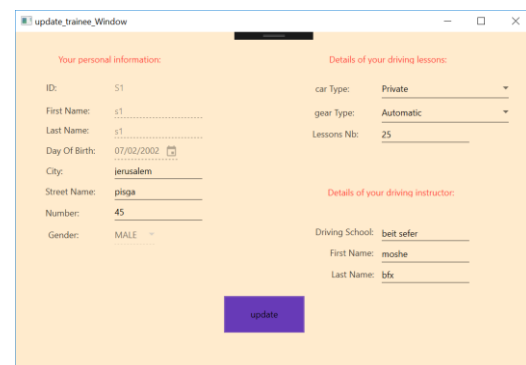 update_trainee_Window
Your personal information:
ID: S1
First Name: s1
Last Name: s1
Day Of Birth: 07/02/2002
City: jerusalem
Street Name: pisga
Number: 45
Gender: MALE
Details of your driving lessons:
car Type: Private
gear Type: Automatic
Lessons Nb: 25
Details of your driving instructor:
Driving School: beit sefer
First Name: moshe
Last Name: bfx
update